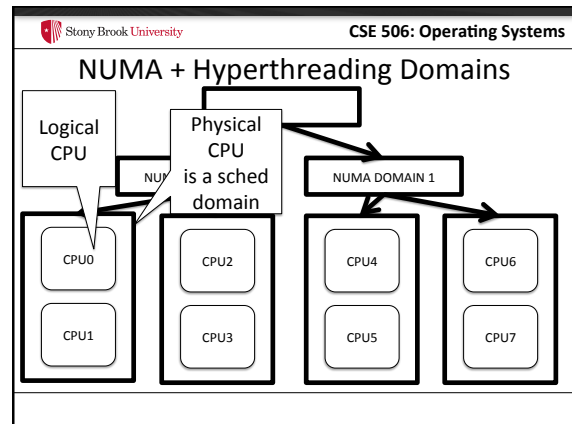 Stony Brook University
CSE 506: Operating Systems
NUMA + Hyperthreading Domains
Logical
CPU
Physical
CPU
is a sched
domain
NUM
NUMA DOMAIN 1
CPU0
CPU2
CPU4
CPU6
CPU1
CPU3
CPU5
CPU7